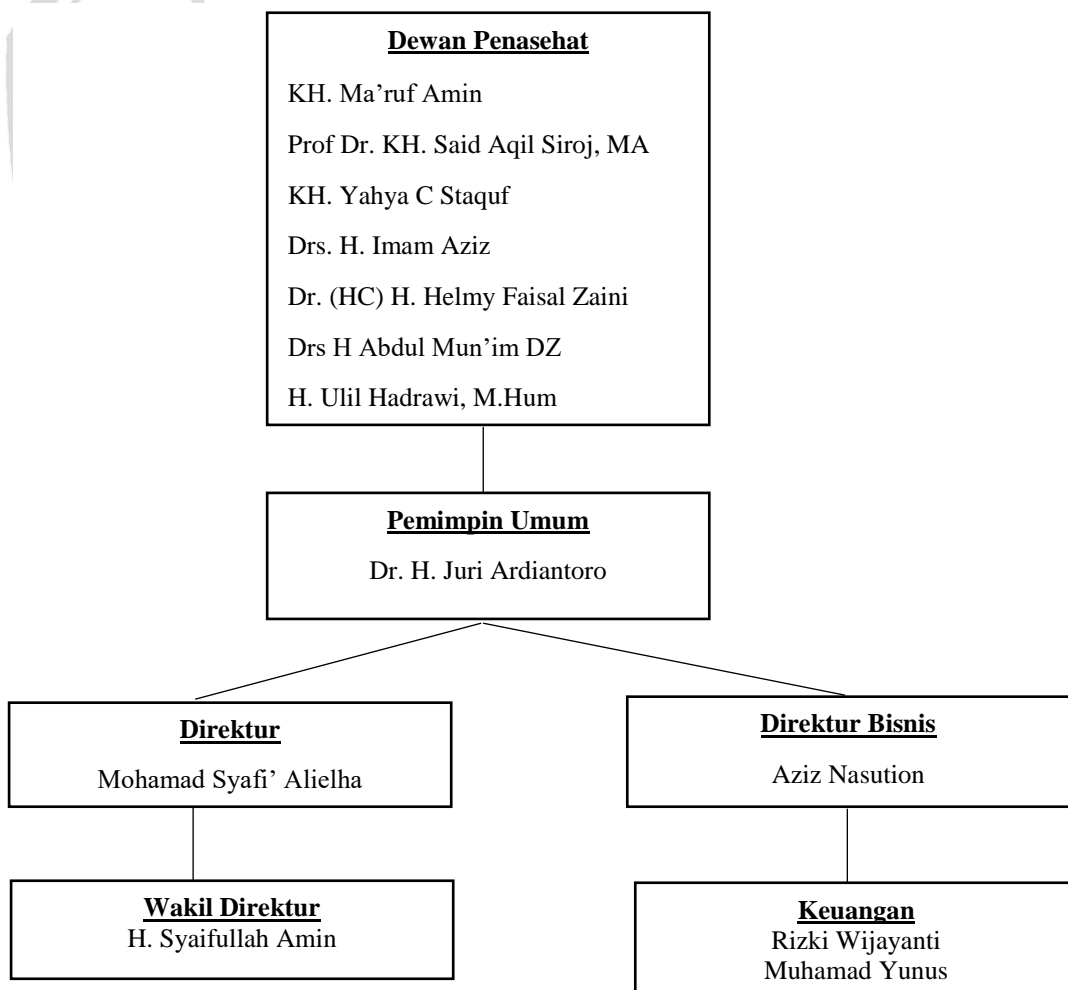 Dewan Penasehat
KH. Ma’ruf Amin
Prof Dr. KH. Said Aqil Siroj, MA
KH. Yahya C Staquf
Drs. H. Imam Aziz
Dr. (HC) H. Helmy Faisal Zaini
Drs H Abdul Mun’im DZ
H. Ulil Hadrawi, M.Hum
Pemimpin Umum
Dr. H. Juri Ardiantoro
Direktur
Mohamad Syafi’ Alielha
Direktur Bisnis
Aziz Nasution
Wakil Direktur
H. Syaifullah Amin
Keuangan
Rizki Wijayanti
Muhamad Yunus